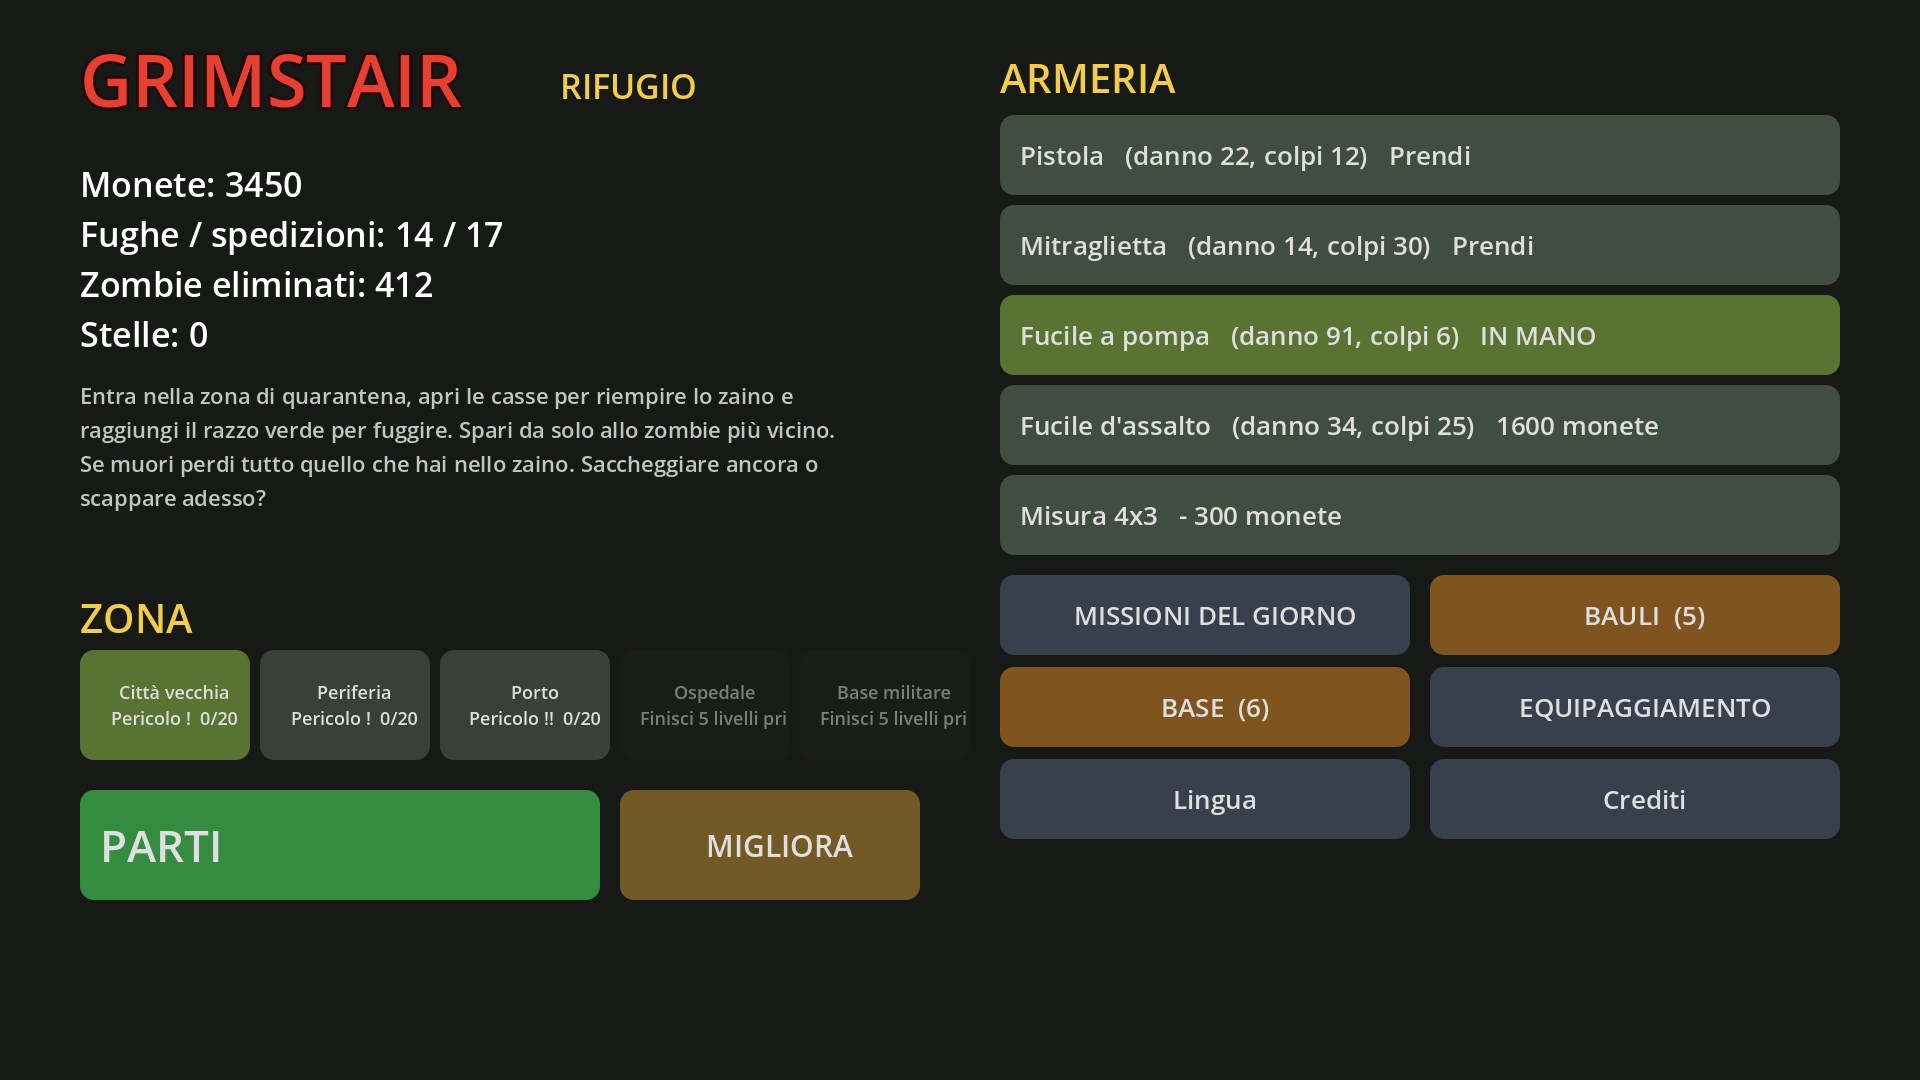 GRIMSTAIR
RIFUGIO
Monete: 3450
Fughe / spedizioni: 14 / 17
Zombie eliminati: 412
Stelle: 0
Entra nella zona di quarantena, apri le casse per riempire lo zaino e
raggiungi il razzo verde per fuggire. Spari da solo allo zombie più vicino.
Se muori perdi tutto quello che hai nello zaino. Saccheggiare ancora o
scappare adesso?
ZONA
Città vecchia
Pericolo ! 0/20
Periferia
Pericolo ! 0/20
Porto
Pericolo !! 0/20
Ospedale
Finisci 5 livelli pri
Base militare
Finisci 5 livelli pri
PARTI
MIGLIORA
ARMERIA
Pistola (danno 22, colpi 12) Prendi
Mitraglietta (danno 14, colpi 30) Prendi
Fucile a pompa (danno 91, colpi 6) IN MANO
Fucile d'assalto (danno 34, colpi 25) 1600 monete
Misura 4x3 - 300 monete
MISSIONI DEL GIORNO
BAULI (5)
BASE (6)
EQUIPAGGIAMENTO
Lingua
Crediti